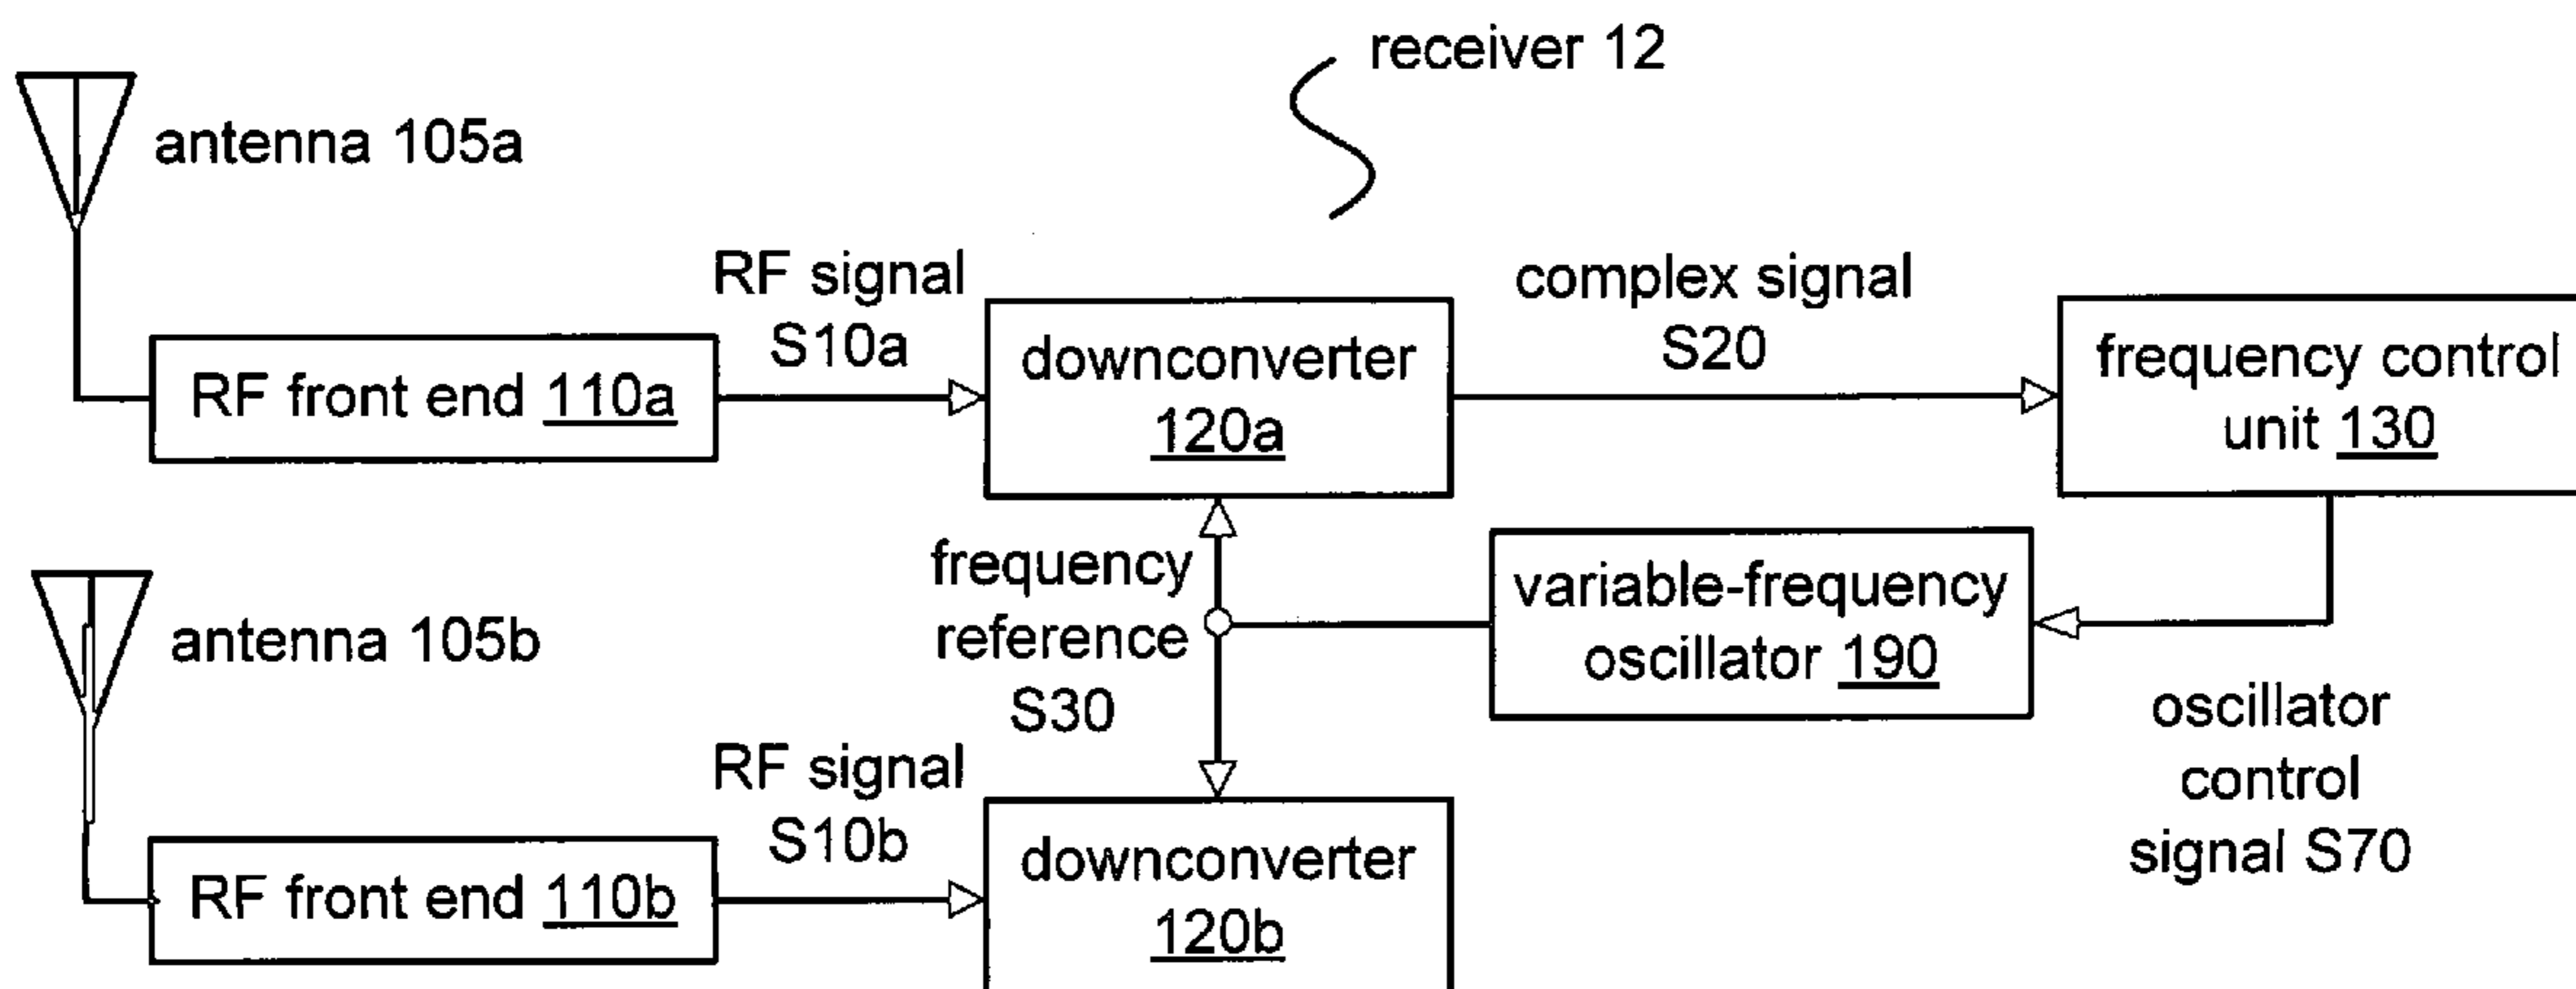 receiver 12
antenna 105a
RF signal
S10a
complex signal
S20
RF front end 110a
downconverter
120a
frequency control
unit 130
frequency
reference
S30
variable-frequency
oscillator 190
antenna 105b
oscillator
control
signal S70
RF signal
S10b
RF front end 110b
downconverter
120b